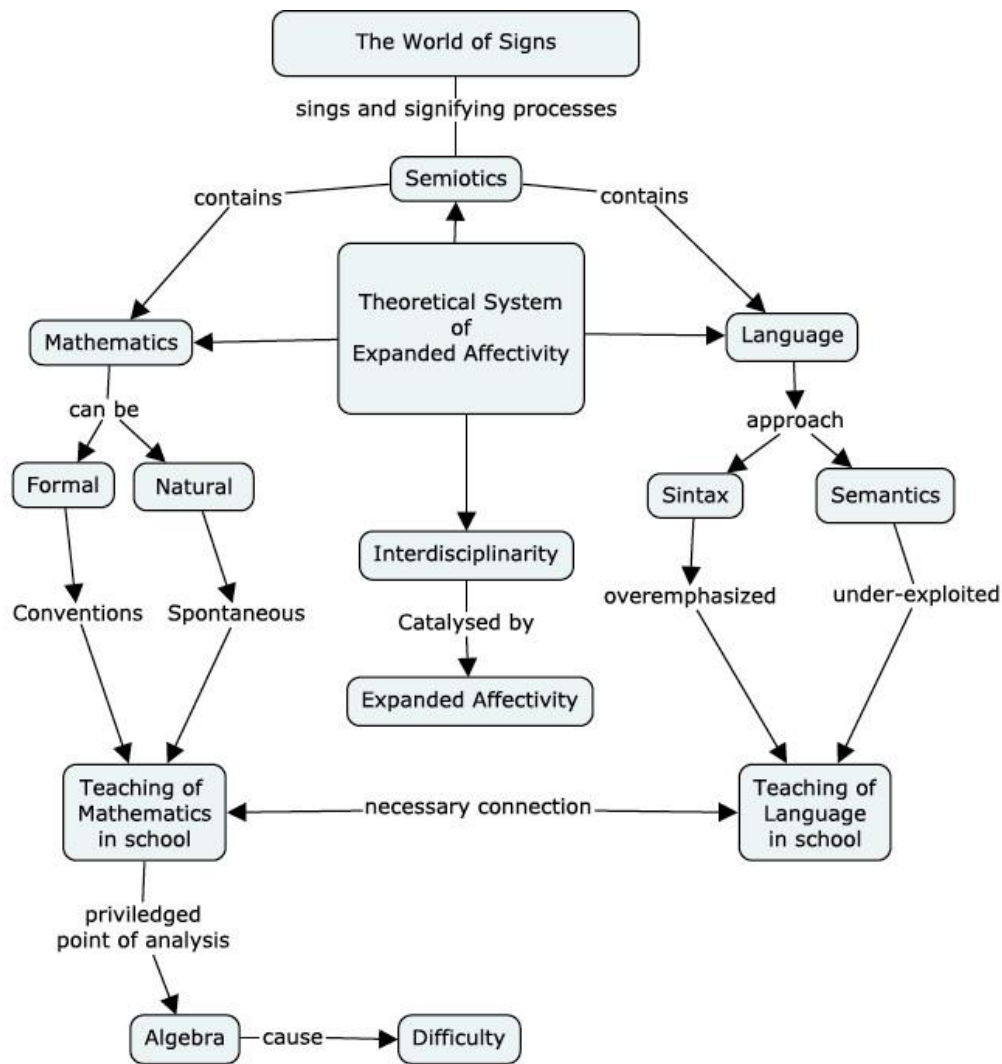 The World of Signs
sings and signifying processes
Semiotics
contains
contains
Theoretical System
of
Expanded Affectivity
Mathematics
Language
can be
approach
Formal
Natural
Sintax
Semantics
Interdisciplinarity
Conventions
Spontaneous
overemphasized
under-exploited
Catalysed by
Expanded Affectivity
Teaching of
Mathematics
in school
necessary connection
Teaching of
Language
in school
priviledged
point of analysis
Algebra
cause
Difficulty